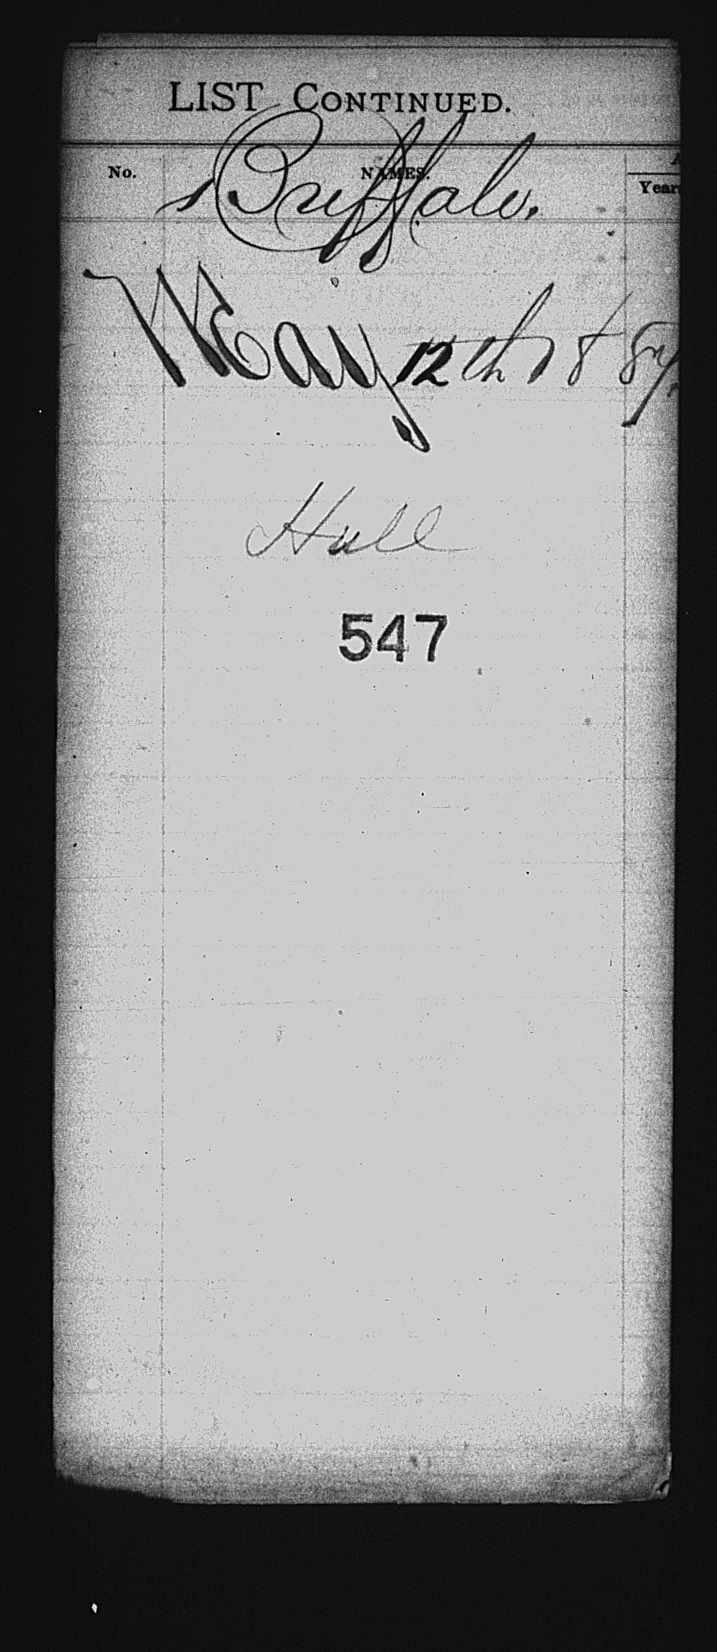 LIST CONTINUED.
No. NAMES. Year
Buffalo.
May 12th 1887.
Hull
547